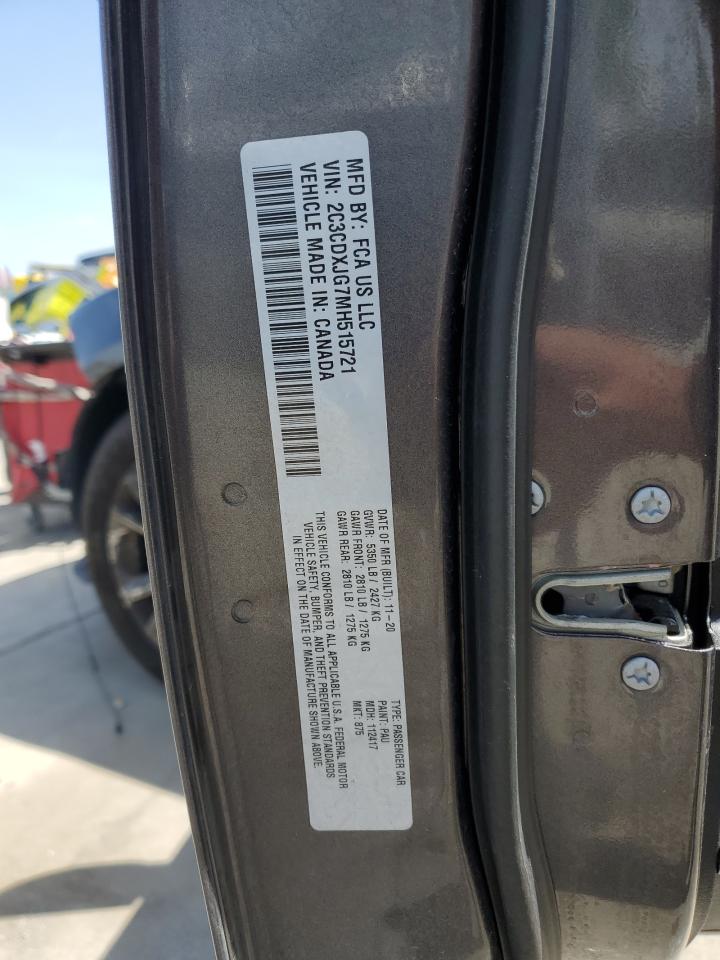 MFD BY: FCA US LLC
VIN: 2C3CDXJG7MH515721
VEHICLE MADE IN: CANADA
DATE OF MFR (BUILT): 11-20
GVWR: 5350 LB / 2427 KG
GAWR FRONT: 2810 LB / 1275 KG
GAWR REAR: 2810 LB / 1275 KG
THIS VEHICLE CONFORMS TO ALL APPLICABLE U.S.A. FEDERAL MOTOR
VEHICLE SAFETY, BUMPER, AND THEFT PREVENTION STANDARDS
IN EFFECT ON THE DATE OF MANUFACTURE SHOWN ABOVE.
TYPE: PASSENGER CAR
PAINT: PAU
MDH: 112417
MKT: 875